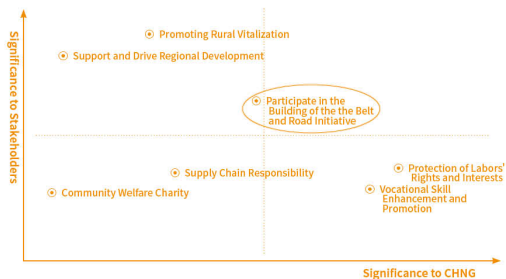 Significance to Stakeholders
Promoting Rural Vitalization
Support and Drive Regional Development
Participate in the
Building of the the Belt
and Road Initiative
Supply Chain Responsibility
Protection of Labors'
Rights and Interests
Community Welfare Charity
Vocational Skill
Enhancement and
Promotion
Significance to CHNG